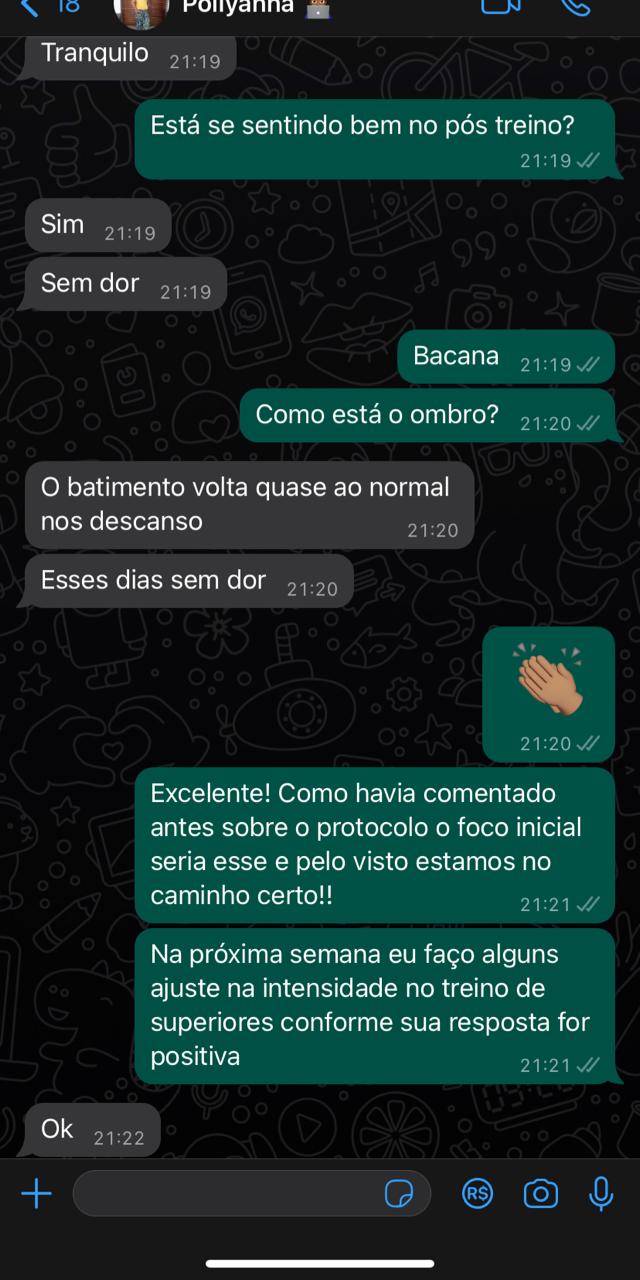 18 Pollyanna
Tranquilo 21:19
Está se sentindo bem no pós treino?
21:19
Sim 21:19
Sem dor 21:19
Bacana 21:19
Como está o ombro? 21:20
O batimento volta quase ao normal
nos descanso 21:20
Esses dias sem dor 21:20
21:20
Excelente! Como havia comentado
antes sobre o protocolo o foco inicial
seria esse e pelo visto estamos no
caminho certo!! 21:21
Na próxima semana eu faço alguns
ajuste na intensidade no treino de
superiores conforme sua resposta for
positiva 21:21
Ok 21:22
R$